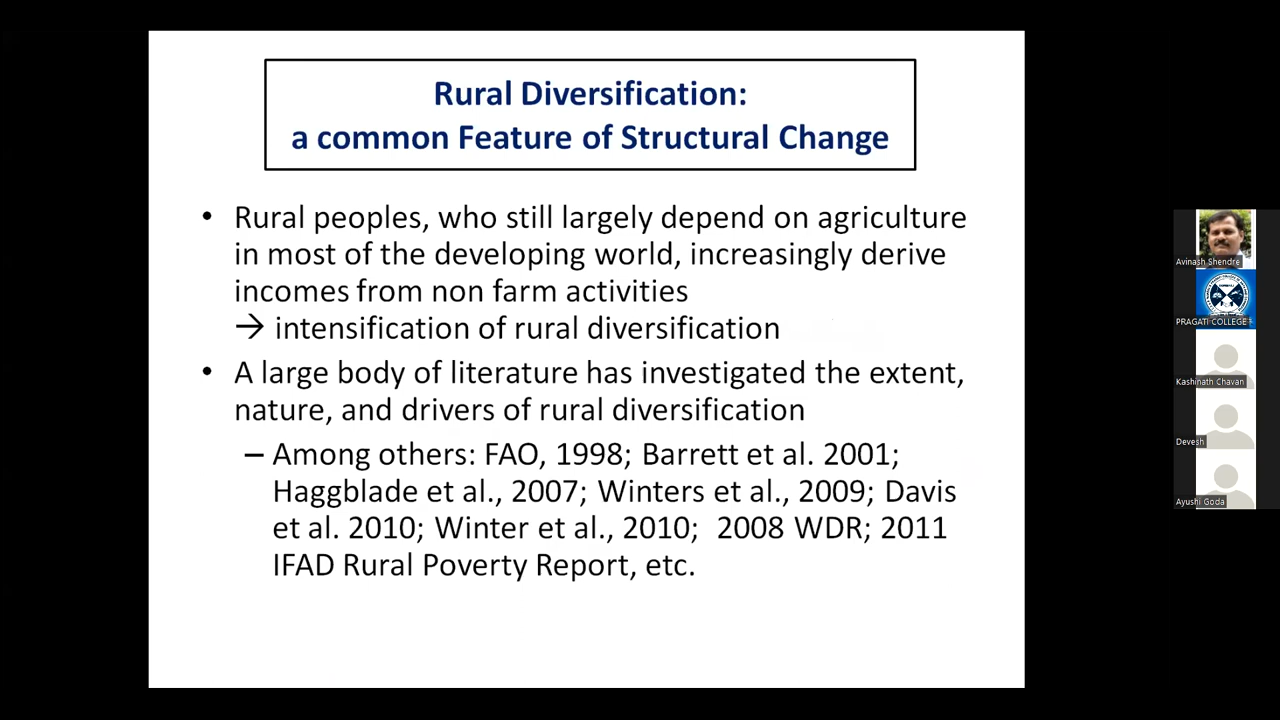 Rural Diversification:
a common Feature of Structural Change
• Rural peoples, who still largely depend on agriculture
in most of the developing world, increasingly derive
incomes from non farm activities
→ intensification of rural diversification
• A large body of literature has investigated the extent,
nature, and drivers of rural diversification
– Among others: FAO, 1998; Barrett et al. 2001;
Haggblade et al., 2007; Winters et al., 2009; Davis
et al. 2010; Winter et al., 2010; 2008 WDR; 2011
IFAD Rural Poverty Report, etc.
Avinash Shendre
PRAGATI COLLEGE
Kashinath Chavan
Devesh
Ayushi Goda